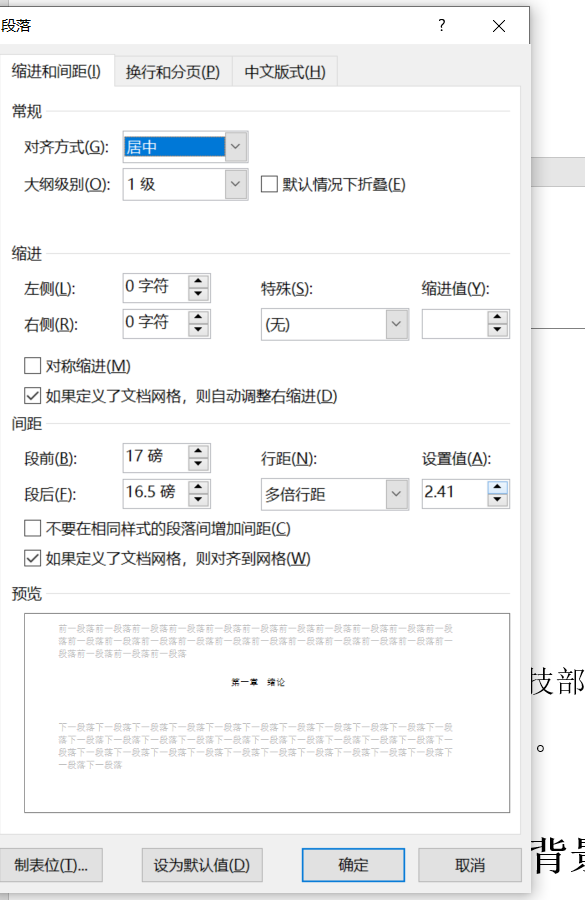 段落 ?
缩进和间距(I) 换行和分页(P) 中文版式(H)
常规
对齐方式(G): 居中
大纲级别(O): 1 级 默认情况下折叠(E)
缩进
左侧(L): 0 字符 特殊(S): 缩进值(Y):
右侧(R): 0 字符 (无)
对称缩进(M)
如果定义了文档网格，则自动调整右缩进(D)
间距
段前(B): 17 磅 行距(N): 设置值(A):
段后(F): 16.5 磅 多倍行距 2.41
不要在相同样式的段落间增加间距(C)
如果定义了文档网格，则对齐到网格(W)
预览
前一段落前一段落前一段落前一段落前一段落前一段落前一段落前一段落前一段落前一段落前一段
落前一段落前一段落前一段落前一段落前一段落前一段落前一段落前一段落前一段落前一段落前一
段落前一段落前一段落前一段落
第一章 绪论
下一段落下一段落下一段落下一段落下一段落下一段落下一段落下一段落下一段落下一段落下一段
落下一段落下一段落下一段落下一段落下一段落下一段落下一段落下一段落下一段落下一段落下一
段落下一段落下一段落下一段落下一段落下一段落下一段落下一段落下一段落下一段落下一段落下
一段落下一段落
技部
。
背景
制表位(T)... 设为默认值(D) 确定 取消